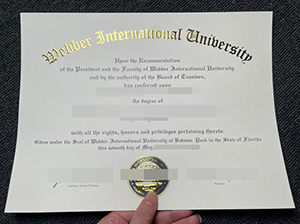 Webber International University
Upon the Recommendation
of the President and the Faculty of Webber International University
and by the authority of the Board of Trustees,
has conferred upon
the degree of
with all the rights, honors and privileges pertaining thereto.
Given under the Seal of Webber International University at Babson Park in the State of Florida
this seventh day of May,